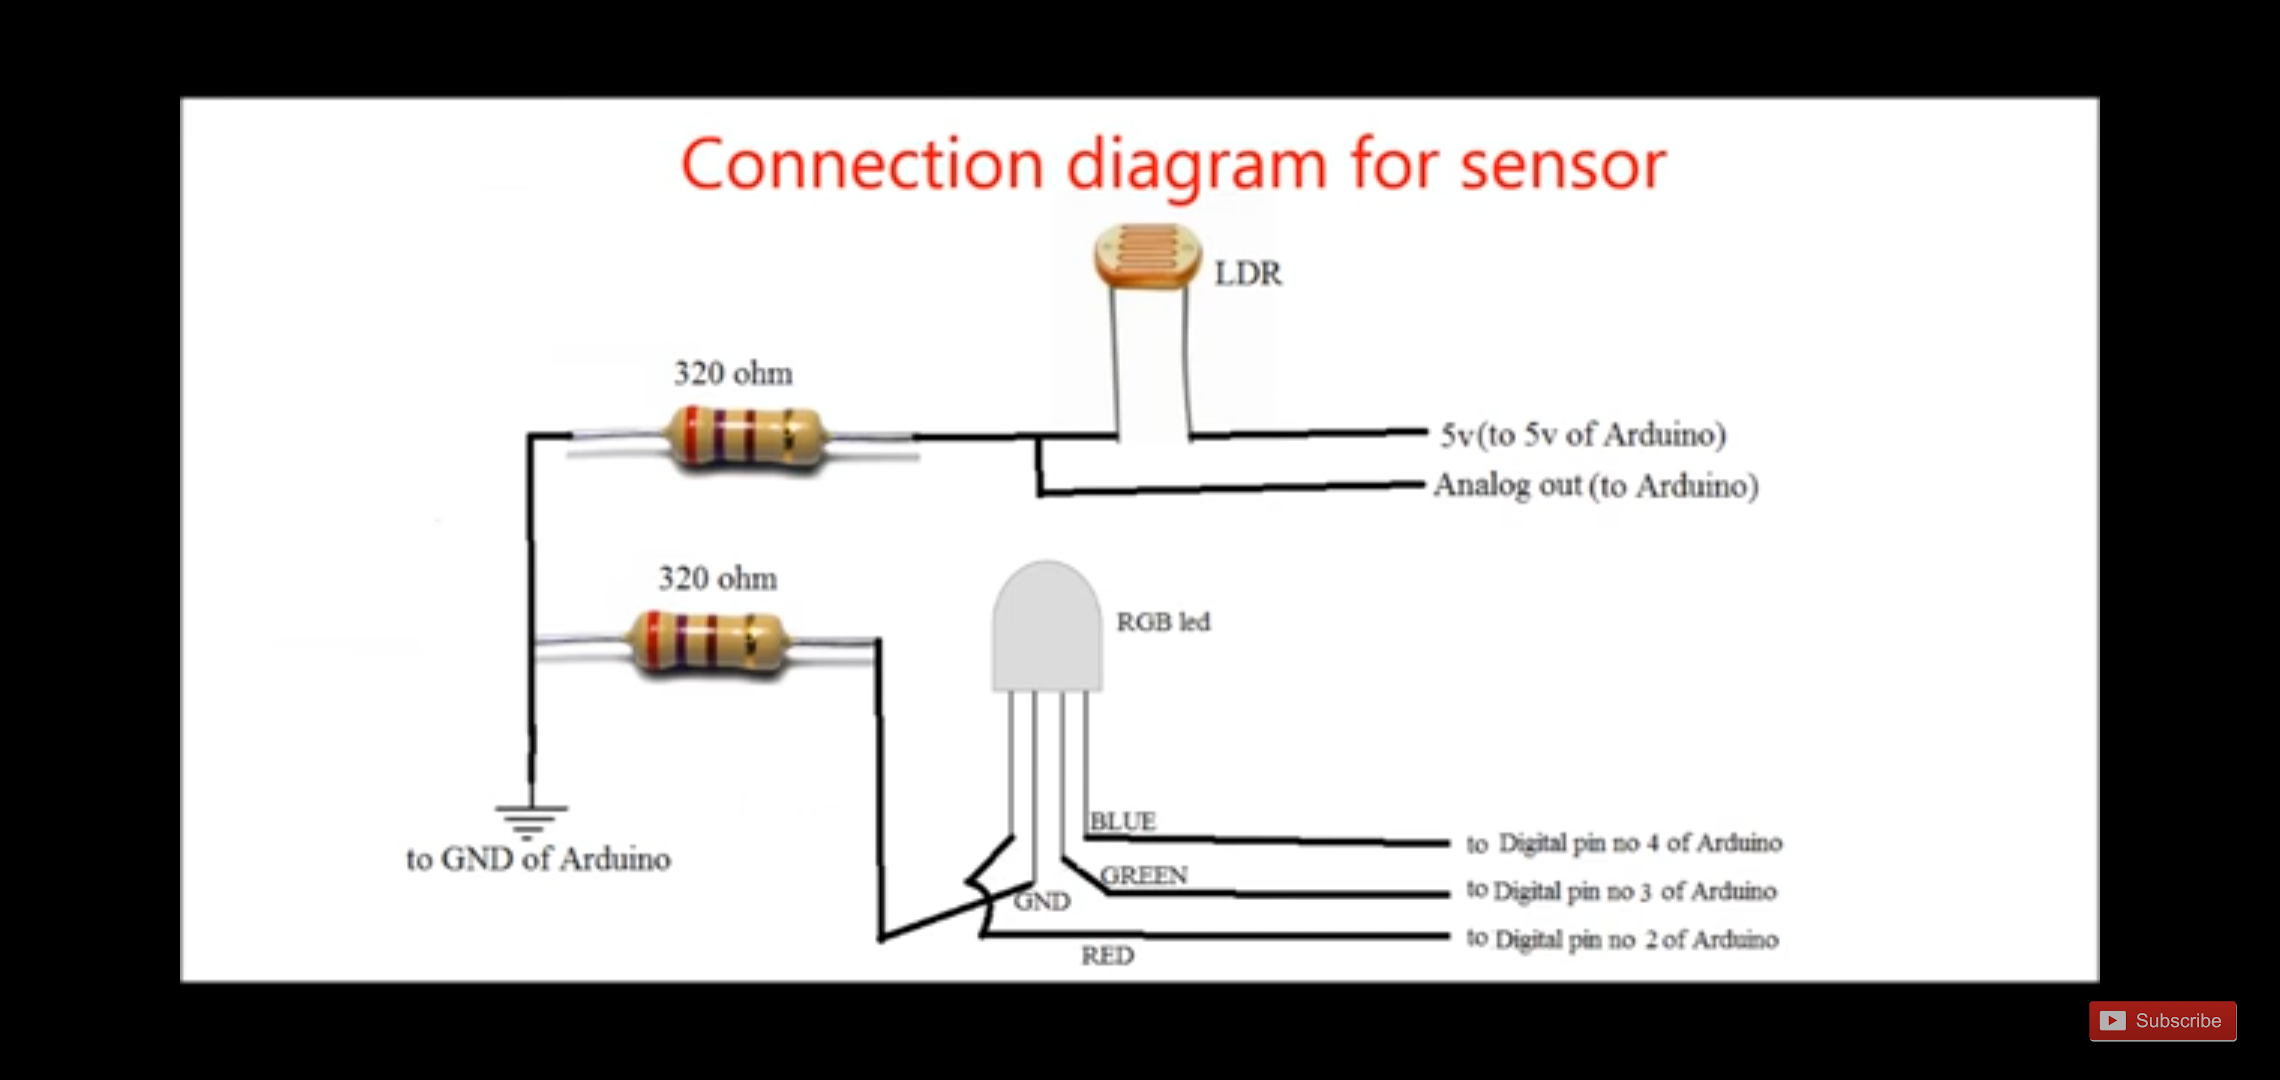 Connection diagram for sensor
LDR
320 ohm
5v(to 5v of Arduino)
Analog out (to Arduino)
320 ohm
RGB led
BLUE
to Digital pin no 4 of Arduino
to GND of Arduino
GREEN
to Digital pin no 3 of Arduino
GND
to Digital pin no 2 of Arduino
RED
Subscribe